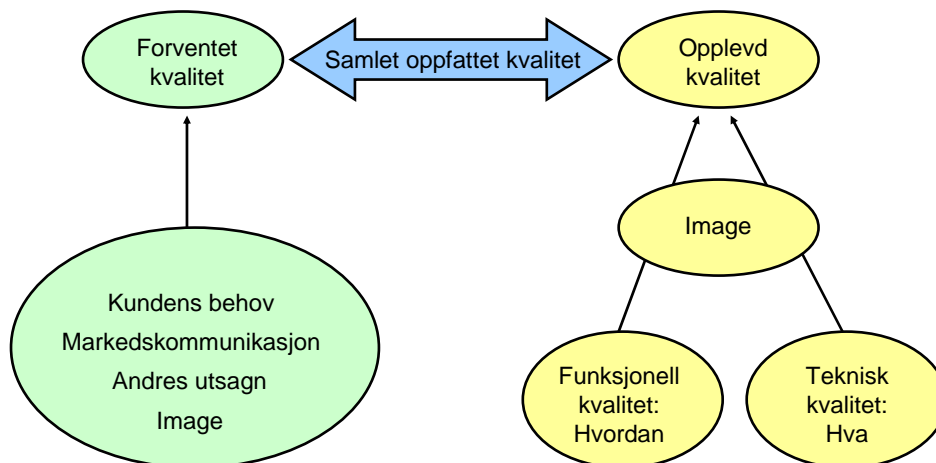 Forventet
kvalitet
Samlet oppfattet kvalitet
Opplevd
kvalitet
Image
Kundens behov
Markedskommunikasjon
Andres utsagn
Image
Funksjonell
kvalitet:
Hvordan
Teknisk
kvalitet:
Hva